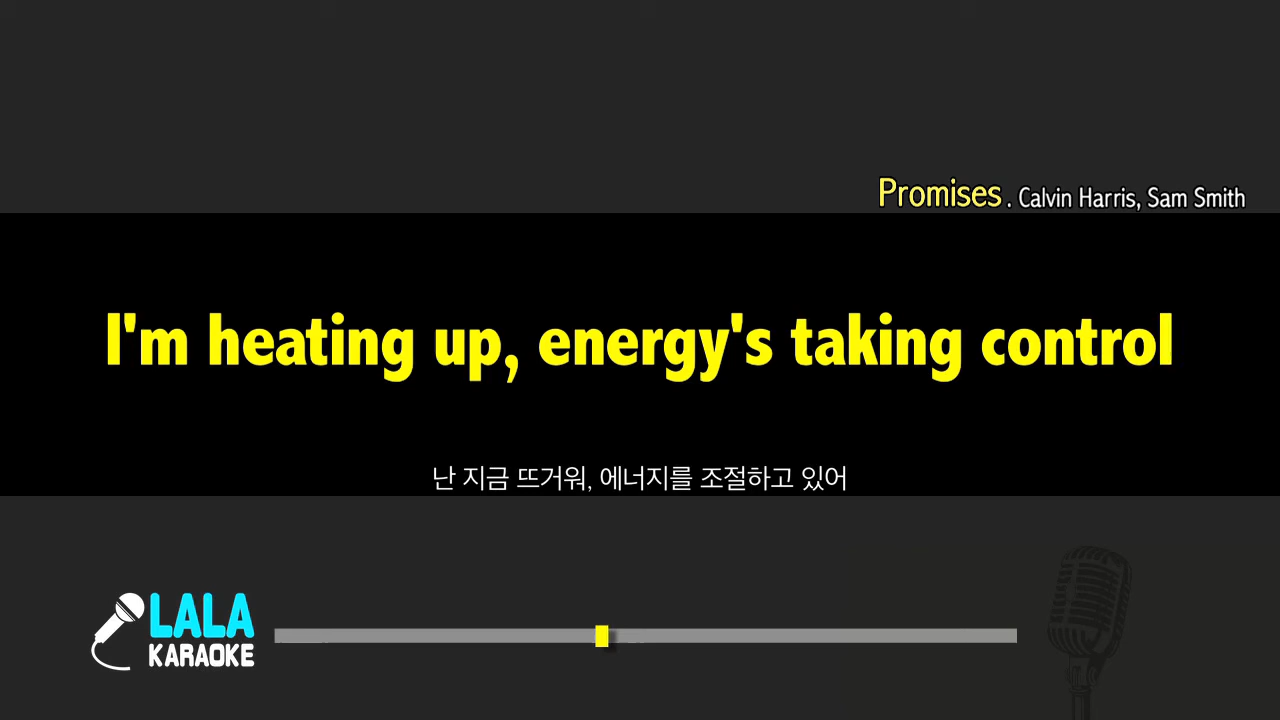 Promises . Calvin Harris, Sam Smith
I'm heating up, energy's taking control
난 지금 뜨거워, 에너지를 조절하고 있어
LALA
KARAOKE